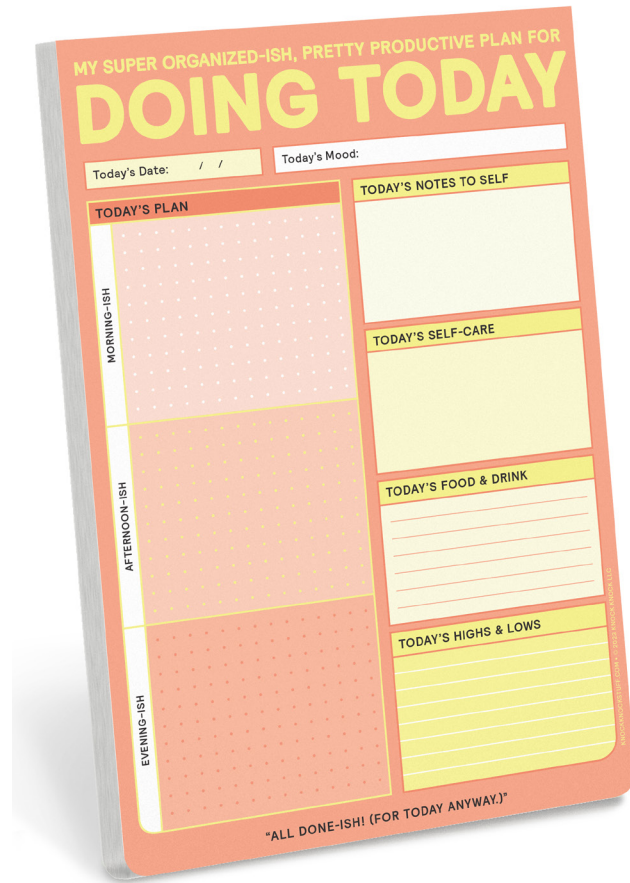 MY SUPER ORGANIZED-ISH, PRETTY PRODUCTIVE PLAN FOR
DOING TODAY
Today's Date: / /
Today's Mood:
TODAY'S PLAN
MORNING-ISH
AFTERNOON-ISH
EVENING-ISH
TODAY'S NOTES TO SELF
TODAY'S SELF-CARE
TODAY'S FOOD & DRINK
TODAY'S HIGHS & LOWS
"ALL DONE-ISH! (FOR TODAY ANYWAY.)"